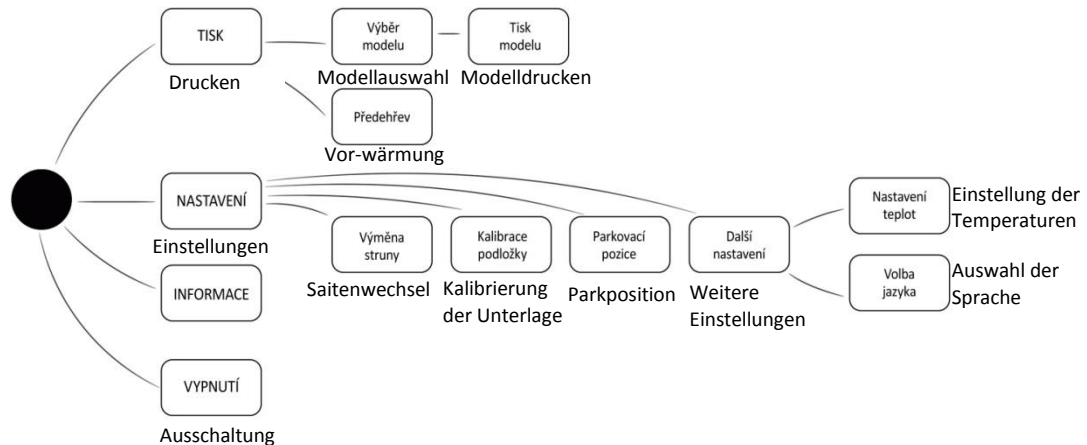 TISK
Drucken
Výběr
modelu
Modellauswahl
Tisk
modelu
Modelldrucken
Předehřev
Vor-wärmung
NASTAVENÍ
Einstellungen
Výměna
struny
Saitenwechsel
Kalibrace
podložky
Kalibrierung
der Unterlage
Parkovací
pozice
Parkposition
Další
nastavení
Weitere
Einstellungen
Nastavení
teplot
Einstellung der
Temperaturen
Volba
jazyka
Auswahl der
Sprache
INFORMACE
VYPNUTÍ
Ausschaltung